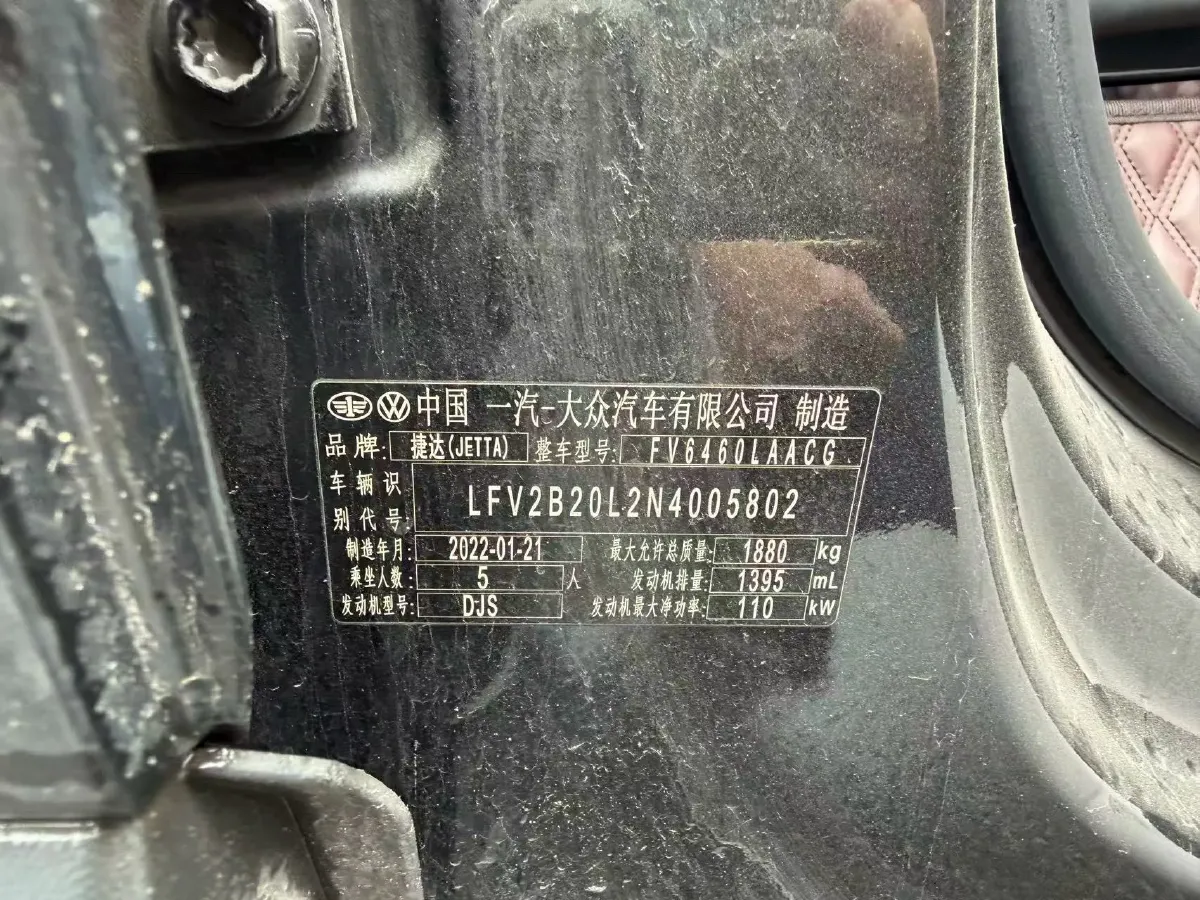 中国 一汽-大众汽车有限公司 制造
品牌: 捷达(JETTA) 整车型号: FV6460LAACG
车辆识别代号: LFV2B20L2N4005802
制造年月: 2022-01-21 最大允许总质量: 1880 kg
乘坐人数: 5 人 发动机排量: 1395 mL
发动机型号: DJS 发动机最大净功率: 110 kW